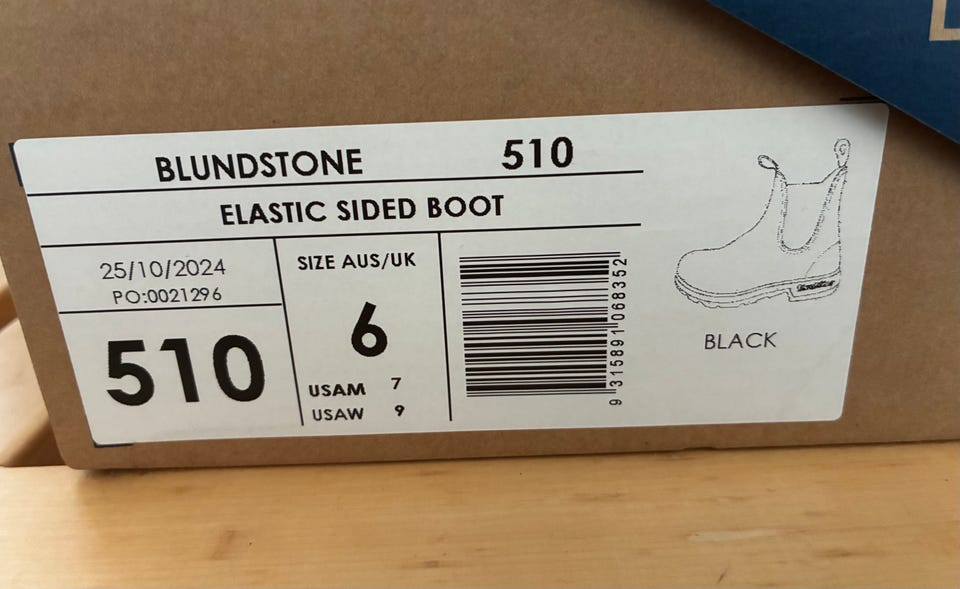 BLUNDSTONE 510
ELASTIC SIDED BOOT
25/10/2024
PO:0021296
510
SIZE AUS/UK
6
USAM 7
USAW 9
9 315891 068352
BLACK